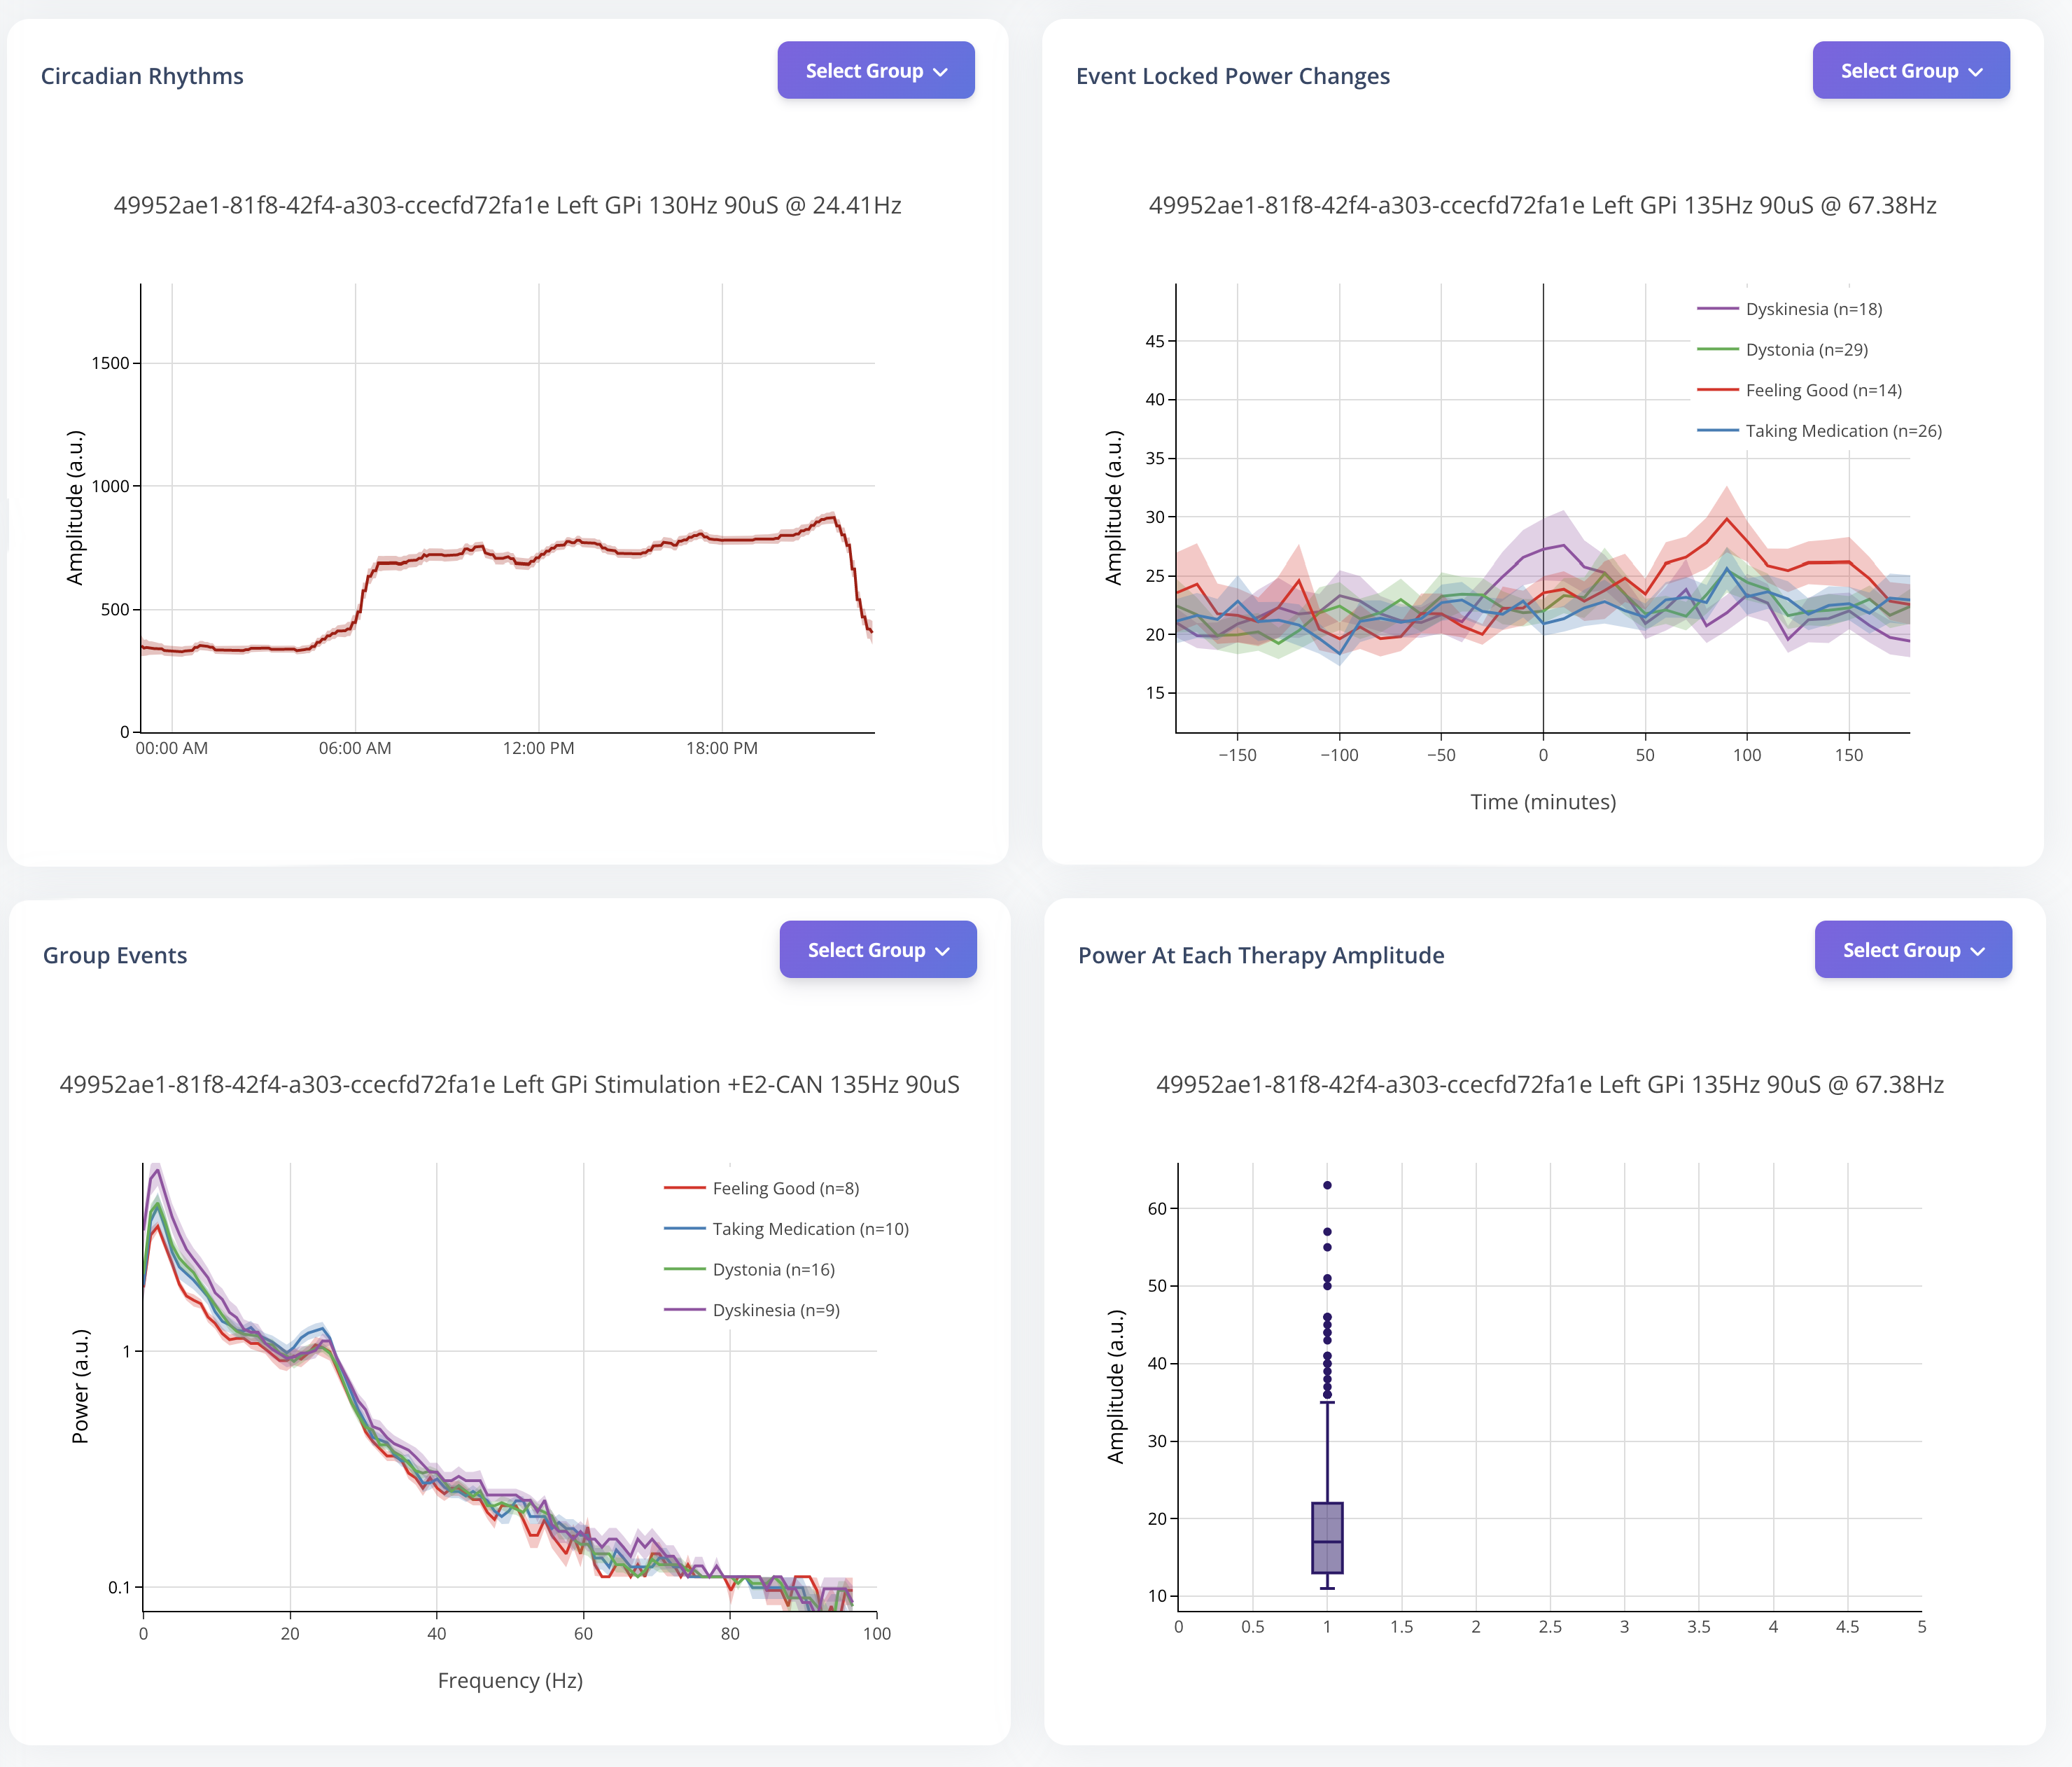 Circadian Rhythms
Select Group
49952ae1-81f8-42f4-a303-ccecfd72fa1e Left GPi 130Hz 90uS @ 24.41Hz
Amplitude (a.u.)
1500
1000
500
0
00:00 AM 06:00 AM 12:00 PM 18:00 PM
Event Locked Power Changes
Select Group
49952ae1-81f8-42f4-a303-ccecfd72fa1e Left GPi 135Hz 90uS @ 67.38Hz
Dyskinesia (n=18)
Dystonia (n=29)
Feeling Good (n=14)
Taking Medication (n=26)
Amplitude (a.u.)
45
40
35
30
25
20
15
−150 −100 −50 0 50 100 150
Time (minutes)
Group Events
Select Group
49952ae1-81f8-42f4-a303-ccecfd72fa1e Left GPi Stimulation +E2-CAN 135Hz 90uS
Feeling Good (n=8)
Taking Medication (n=10)
Dystonia (n=16)
Dyskinesia (n=9)
Power (a.u.)
1
0.1
0 20 40 60 80 100
Frequency (Hz)
Power At Each Therapy Amplitude
Select Group
49952ae1-81f8-42f4-a303-ccecfd72fa1e Left GPi 135Hz 90uS @ 67.38Hz
Amplitude (a.u.)
60
50
40
30
20
10
0 0.5 1 1.5 2 2.5 3 3.5 4 4.5 5